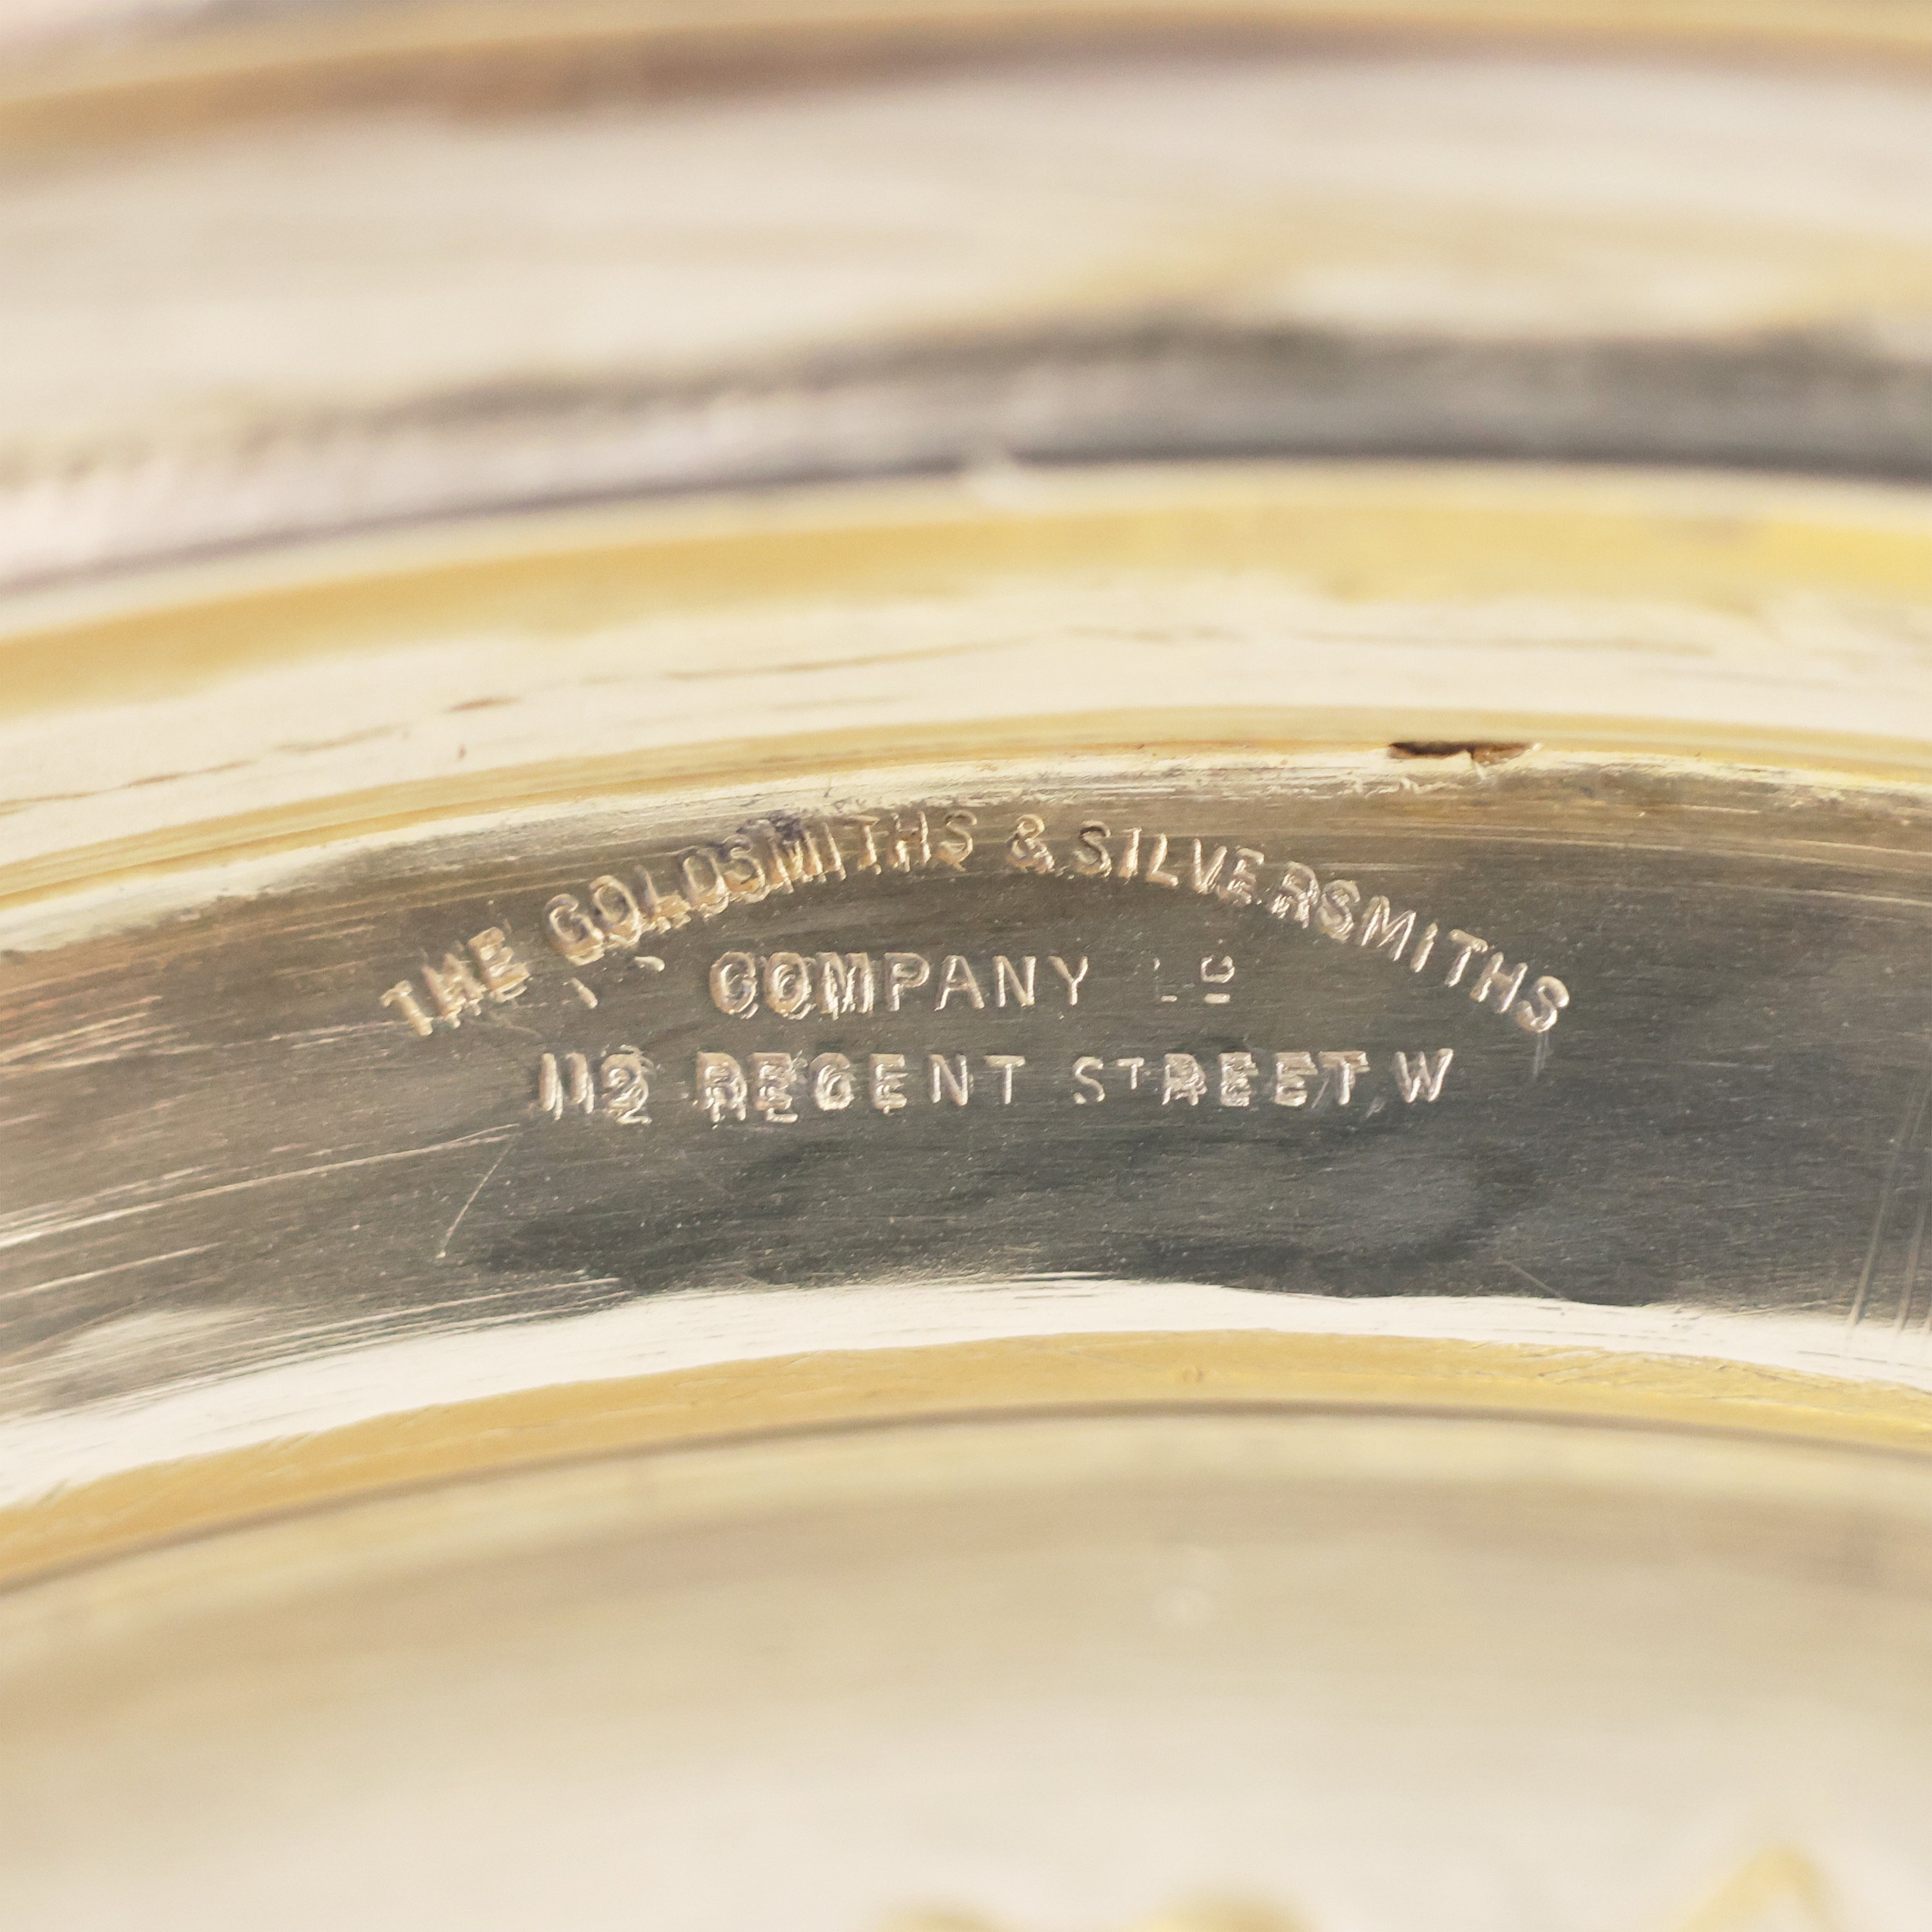 THE GOLDSMITHS & SILVERSMITHS
COMPANY LD
112 REGENT STREET W